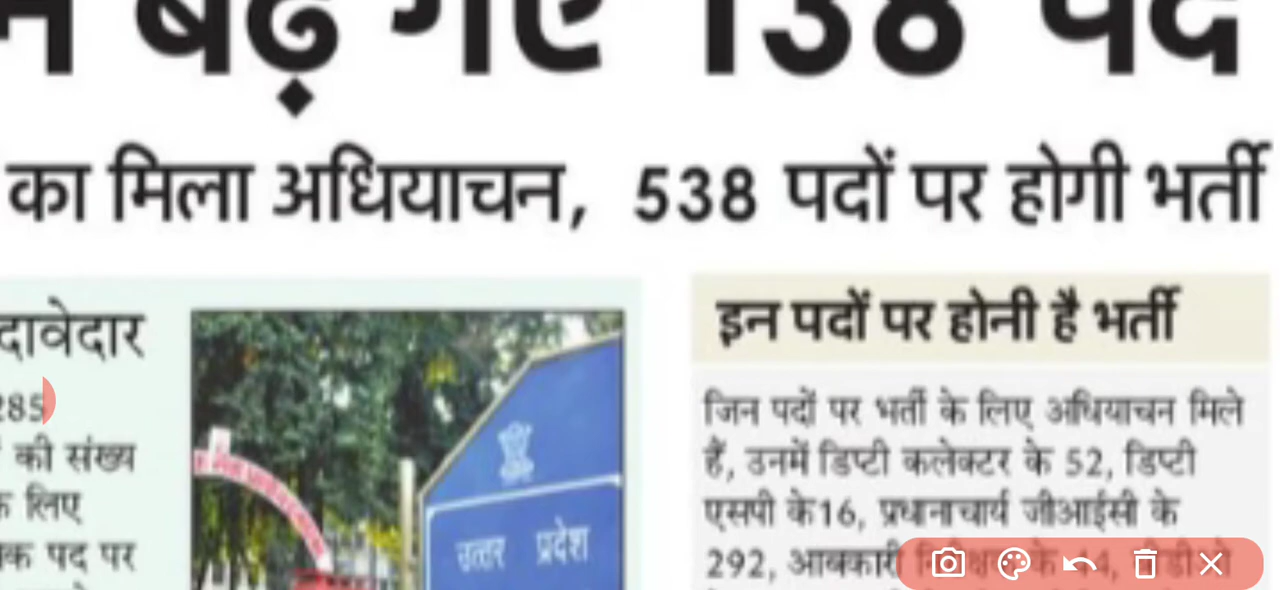 बढ़ गए 138 पद
का मिला अधियाचन, 538 पदों पर होगी भर्ती
दावेदार
285
की संख्य
लिए
क पद पर
उत्तर प्रदेश
इन पदों पर होनी है भर्ती
जिन पदों पर भर्ती के लिए अधियाचन मिले
हैं, उनमें डिप्टी कलेक्टर के 52, डिप्टी
एसपी के16, प्रधानाचार्य जीआईसी के
292, आबकारी